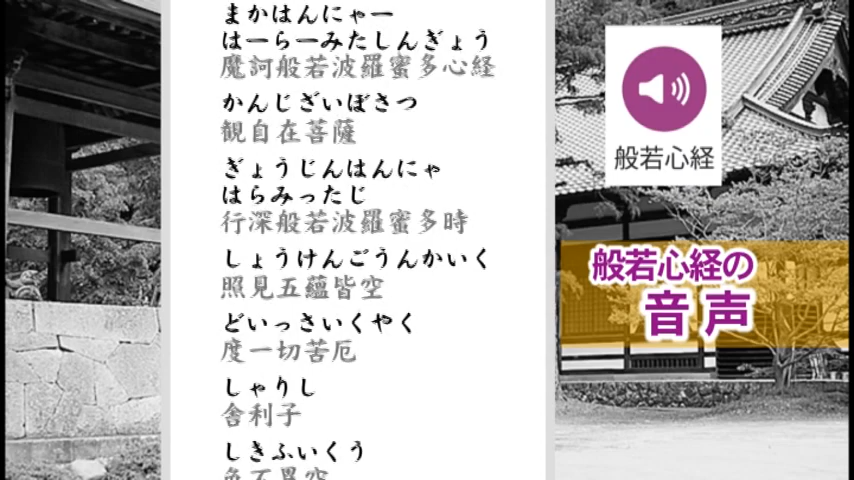 まかはんにゃー
はーらーみたしんぎょう
魔訶般若波羅蜜多心経
かんじざいぼさつ
観自在菩薩
ぎょうじんはんにゃ
はらみったじ
行深般若波羅蜜多時
しょうけんごうんかいく
照見五蘊皆空
どいっさいくやく
度一切苦厄
しゃりし
舎利子
しきふいくう
色不異空
般若心経
般若心経の
音声